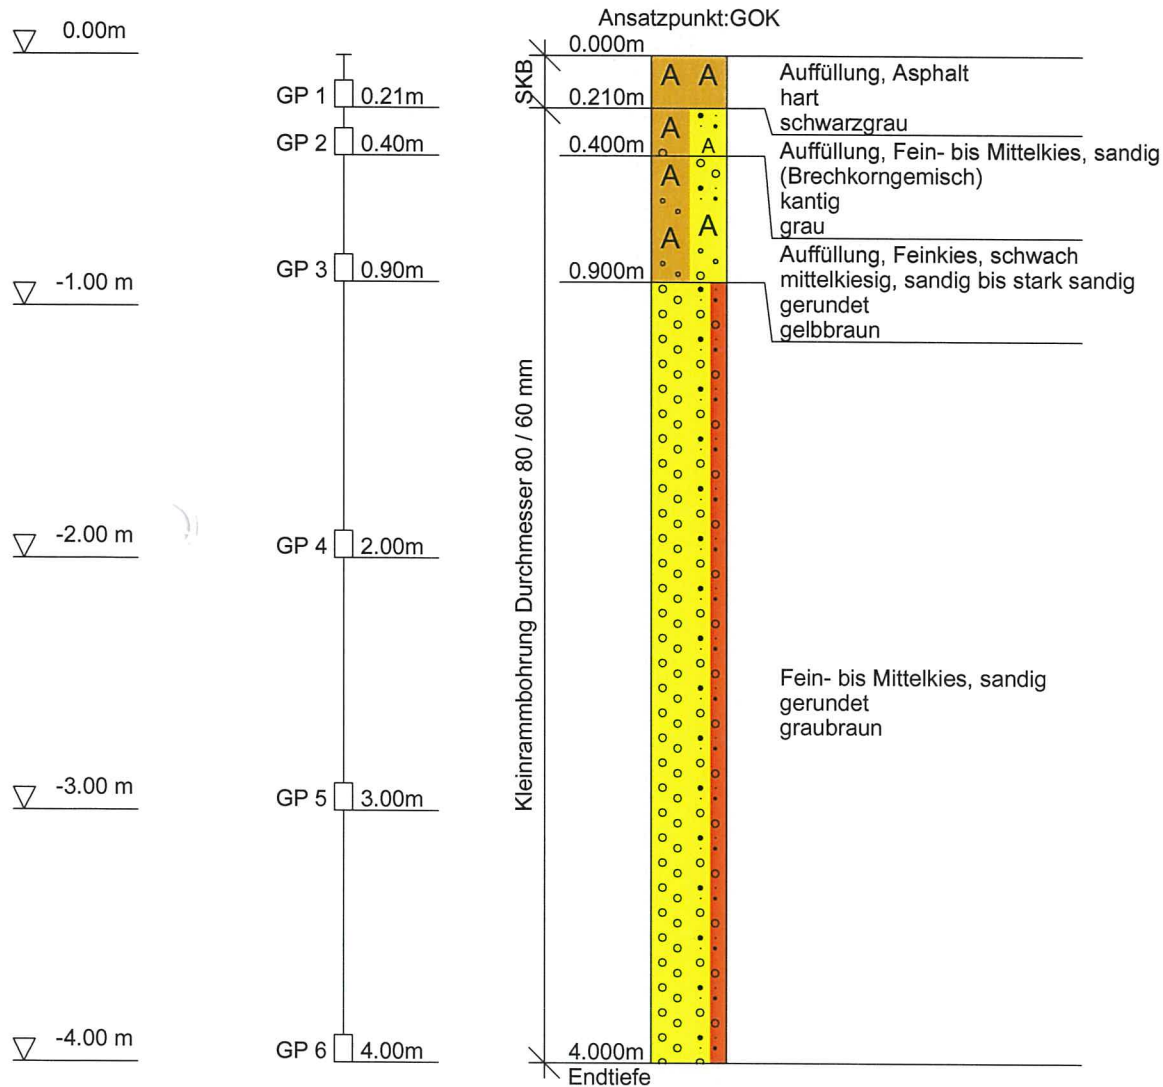 Ansatzpunkt:GOK
0.00m
0.000m
SKB
A A
Auffüllung, Asphalt
hart
schwarzgrau
GP 1 0.21m
0.210m
A
A
GP 2 0.40m
0.400m
Auffüllung, Fein- bis Mittelkies, sandig
(Brechkorngemisch)
kantig
grau
A
A
A
GP 3 0.90m
0.900m
-1.00 m
Auffüllung, Feinkies, schwach
mittelkiesig, sandig bis stark sandig
gerundet
gelbbraun
Kleinrammbohrung Durchmesser 80 / 60 mm
-2.00 m
GP 4 2.00m
Fein- bis Mittelkies, sandig
gerundet
graubraun
-3.00 m
GP 5 3.00m
-4.00 m
GP 6 4.00m
4.000m
Endtiefe